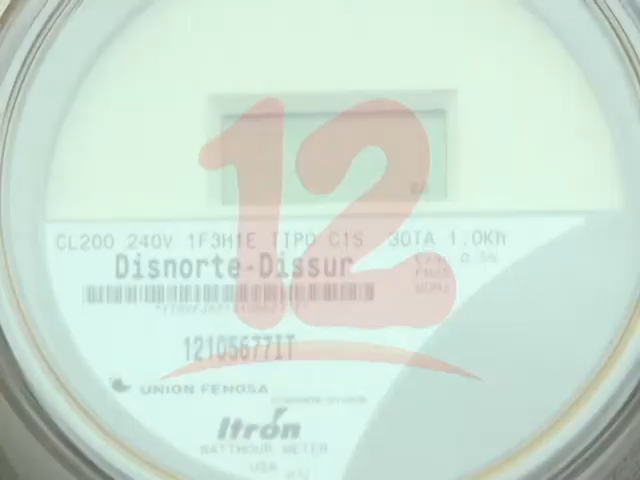 12
CL200 240V 1F3H1E TIPO C1S 30TA 1.0Kh
Disnorte-Dissur
12105677IT
UNION FENOSA
Itron
WATTHOUR METER
USA